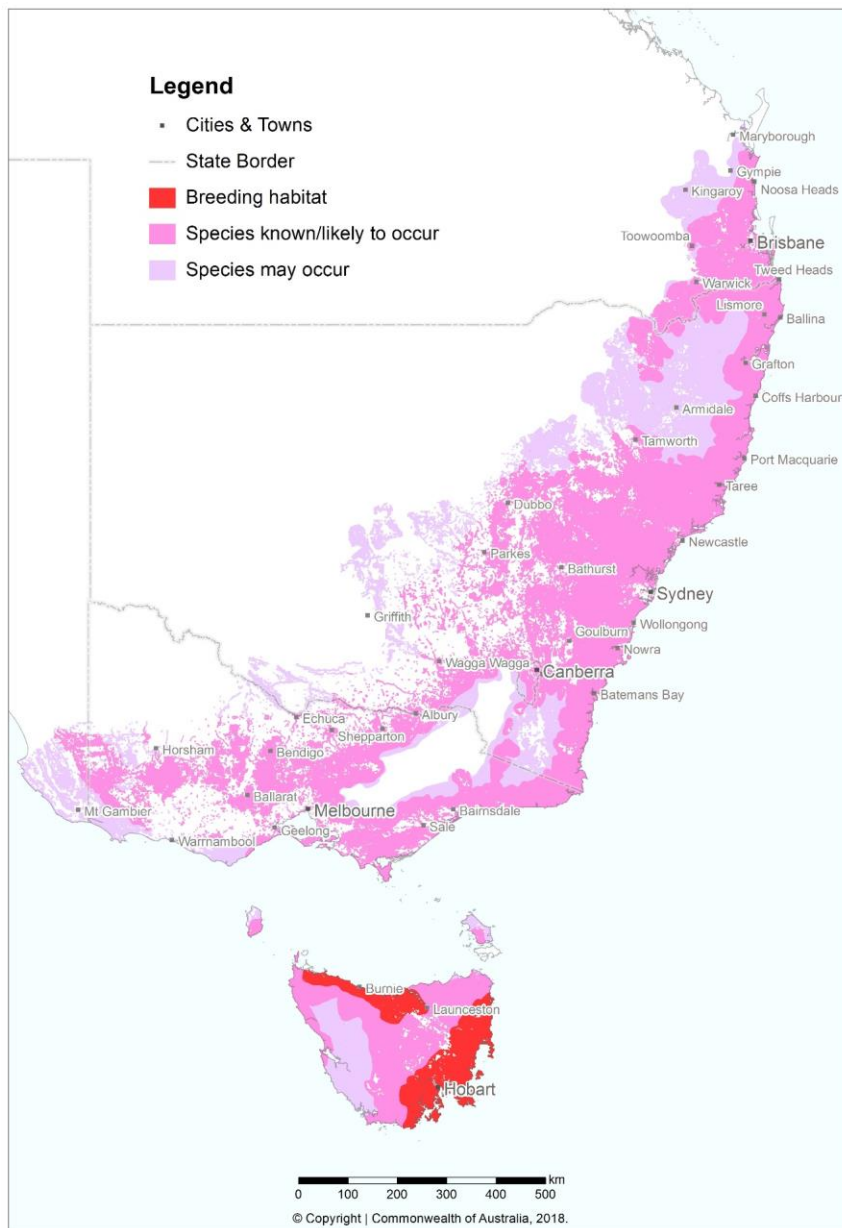 Legend
Cities & Towns
State Border
Breeding habitat
Species known/likely to occur
Species may occur
Maryborough
Gympie
Kingaroy
Noosa Heads
Toowoomba
Brisbane
Tweed Heads
Warwick
Lismore
Ballina
Grafton
Coffs Harbour
Armidale
Tamworth
Port Macquarie
Taree
Dubbo
Newcastle
Parkes
Bathurst
Sydney
Griffith
Wollongong
Goulburn
Nowra
Wagga Wagga
Canberra
Batemans Bay
Albury
Echuca
Shepparton
Horsham
Bendigo
Ballarat
Mt Gambier
Melbourne
Bairnsdale
Sale
Geelong
Warrnambool
Burnie
Launceston
Hobart
km
0 100 200 300 400 500
© Copyright | Commonwealth of Australia, 2018.